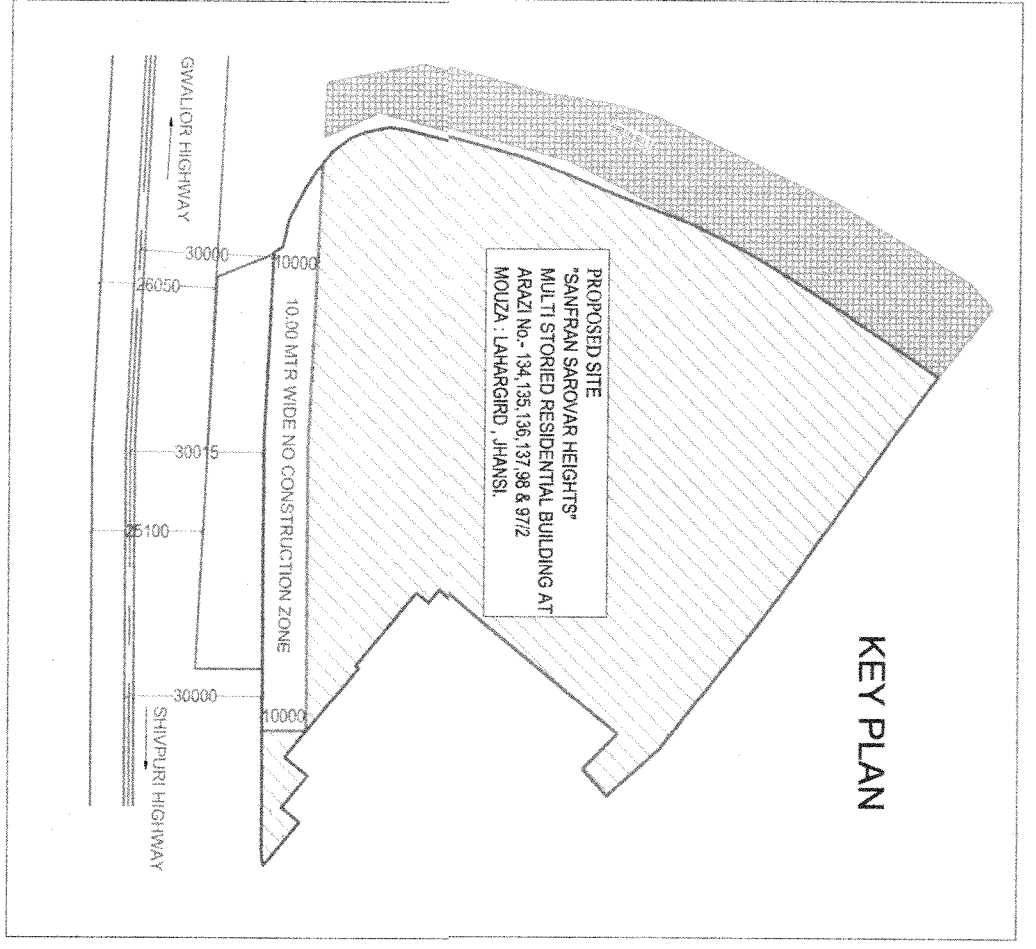 KEY PLAN
PROPOSED SITE
"SANFRAN SAROVAR HEIGHTS"
MULTI STORIED RESIDENTIAL BUILDING AT
ARAZI No.- 134,135,136,137,98 & 97/2
MOUZA : LAHARGIRD , JHANSI.
10000
10.00 MTR WIDE NO CONSTRUCTION ZONE
10000
30000
26050
30015
25100
30000
GWALIOR HIGHWAY
SHIVPURI HIGHWAY